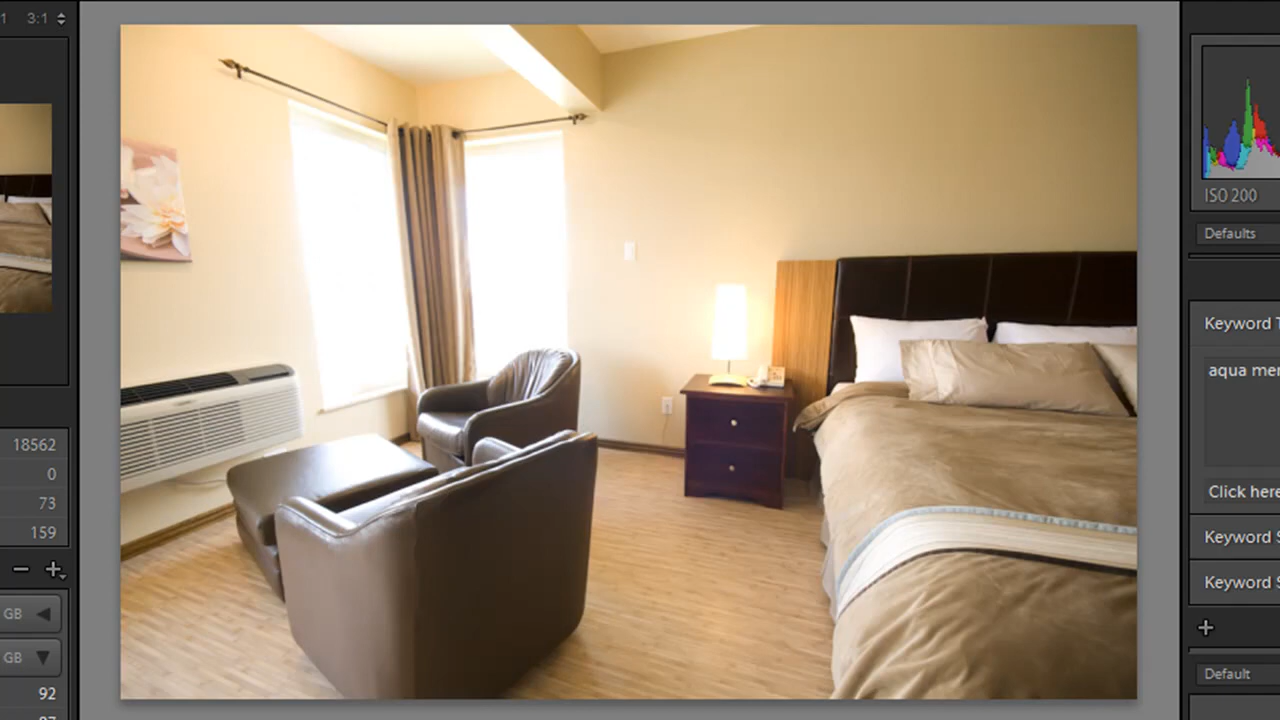 3:1
18562
0
73
159
GB
GB
92
ISO 200
Defaults
Keyword
aqua
Click here
Keyword
Keyword
Default